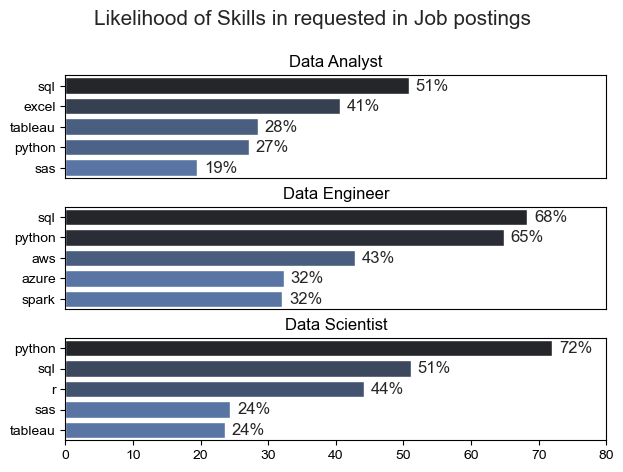 Likelihood of Skills in requested in Job postings
Data Analyst
sql 51%
excel 41%
tableau 28%
python 27%
sas 19%
Data Engineer
sql 68%
python 65%
aws 43%
azure 32%
spark 32%
Data Scientist
python 72%
sql 51%
r 44%
sas 24%
tableau 24%
0 10 20 30 40 50 60 70 80